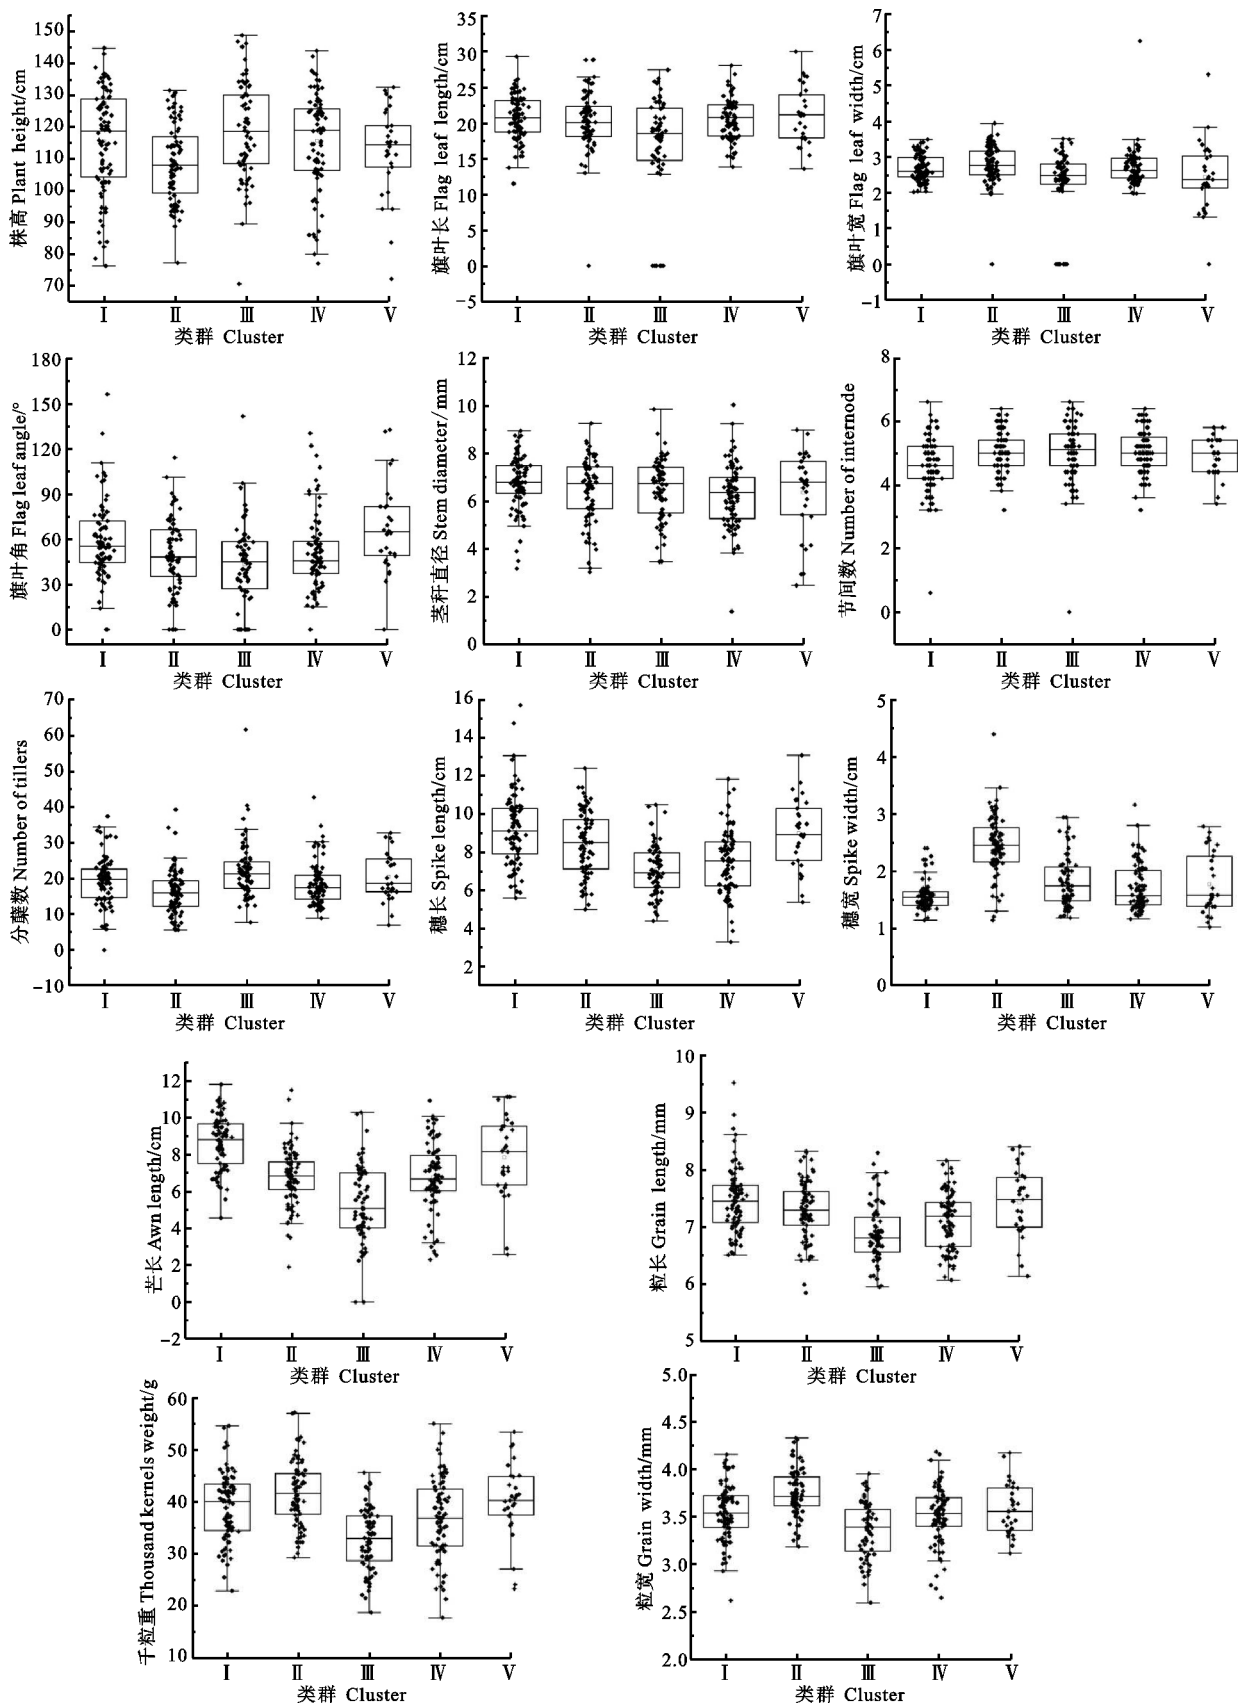 株高 Plant height/cm
150
140
130
120
110
100
90
80
70
Ⅰ Ⅱ Ⅲ Ⅳ Ⅴ
类群 Cluster
旗叶长 Flag leaf length/cm
35
30
25
20
15
10
5
0
−5
Ⅰ Ⅱ Ⅲ Ⅳ Ⅴ
类群 Cluster
旗叶宽 Flag leaf width/cm
7
6
5
4
3
2
1
0
−1
Ⅰ Ⅱ Ⅲ Ⅳ Ⅴ
类群 Cluster
旗叶角 Flag leaf angle/°
180
150
120
90
60
30
0
Ⅰ Ⅱ Ⅲ Ⅳ Ⅴ
类群 Cluster
茎秆直径 Stem diameter/mm
12
10
8
6
4
2
0
Ⅰ Ⅱ Ⅲ Ⅳ Ⅴ
类群 Cluster
节间数 Number of internode
8
6
4
2
0
Ⅰ Ⅱ Ⅲ Ⅳ Ⅴ
类群 Cluster
分蘖数 Number of tillers
70
60
50
40
30
20
10
0
−10
Ⅰ Ⅱ Ⅲ Ⅳ Ⅴ
类群 Cluster
穗长 Spike length/cm
16
14
12
10
8
6
4
2
Ⅰ Ⅱ Ⅲ Ⅳ Ⅴ
类群 Cluster
穗宽 Spike width/cm
5
4
3
2
1
0
Ⅰ Ⅱ Ⅲ Ⅳ Ⅴ
类群 Cluster
芒长 Awn length/cm
12
10
8
6
4
2
0
−2
Ⅰ Ⅱ Ⅲ Ⅳ Ⅴ
类群 Cluster
粒长 Grain length/mm
10
9
8
7
6
5
Ⅰ Ⅱ Ⅲ Ⅳ Ⅴ
类群 Cluster
千粒重 Thousand kernels weight/g
60
50
40
30
20
10
Ⅰ Ⅱ Ⅲ Ⅳ Ⅴ
类群 Cluster
粒宽 Grain width/mm
5.0
4.5
4.0
3.5
3.0
2.5
2.0
Ⅰ Ⅱ Ⅲ Ⅳ Ⅴ
类群 Cluster